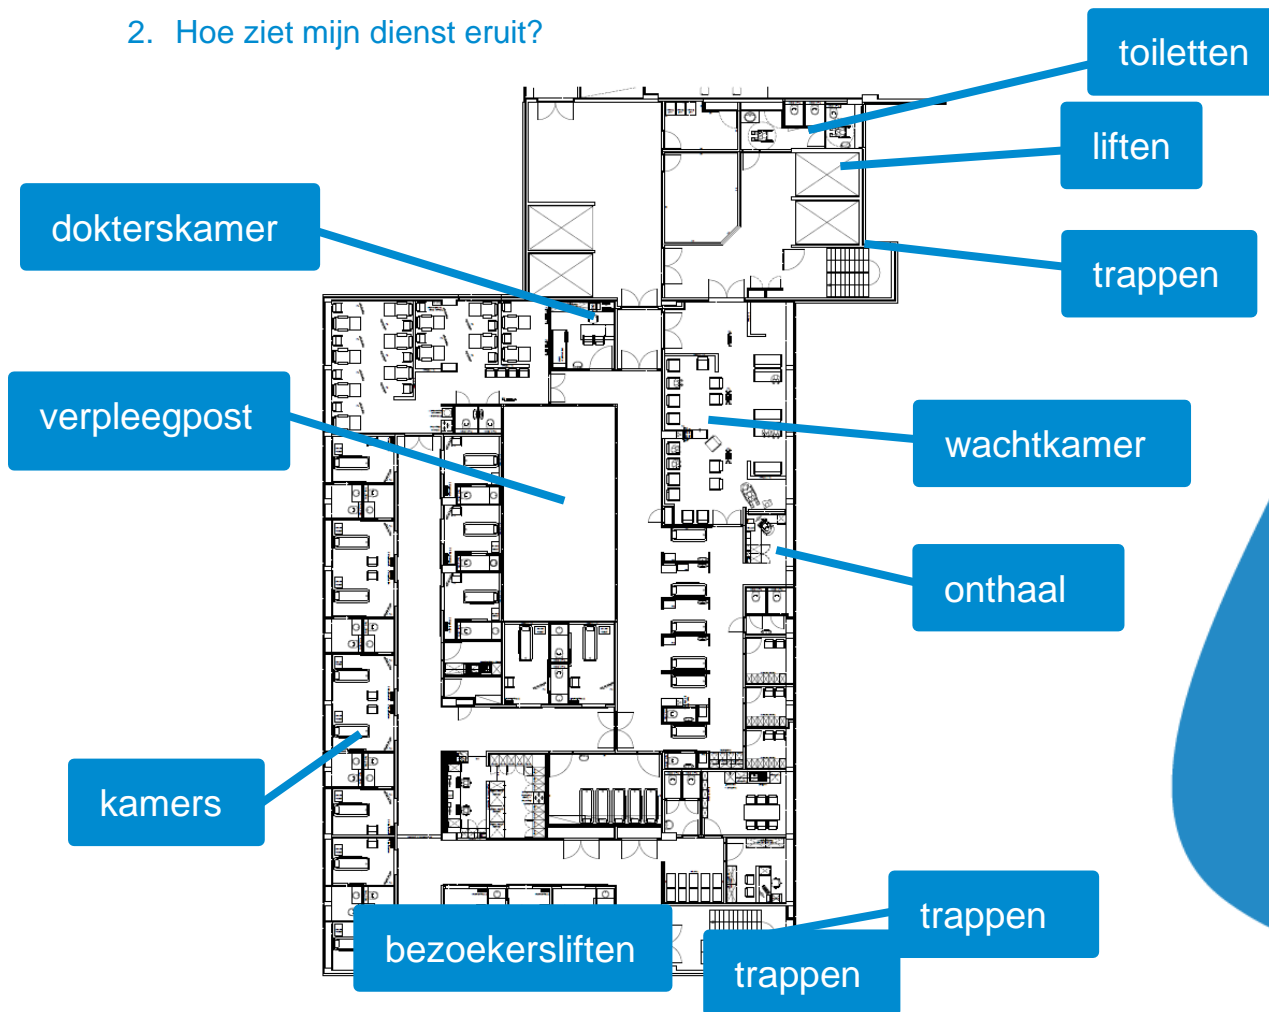 2. Hoe ziet mijn dienst eruit?
toiletten
liften
dokterskamer
trappen
verpleegpost
wachtkamer
onthaal
kamers
trappen
bezoekersliften
trappen